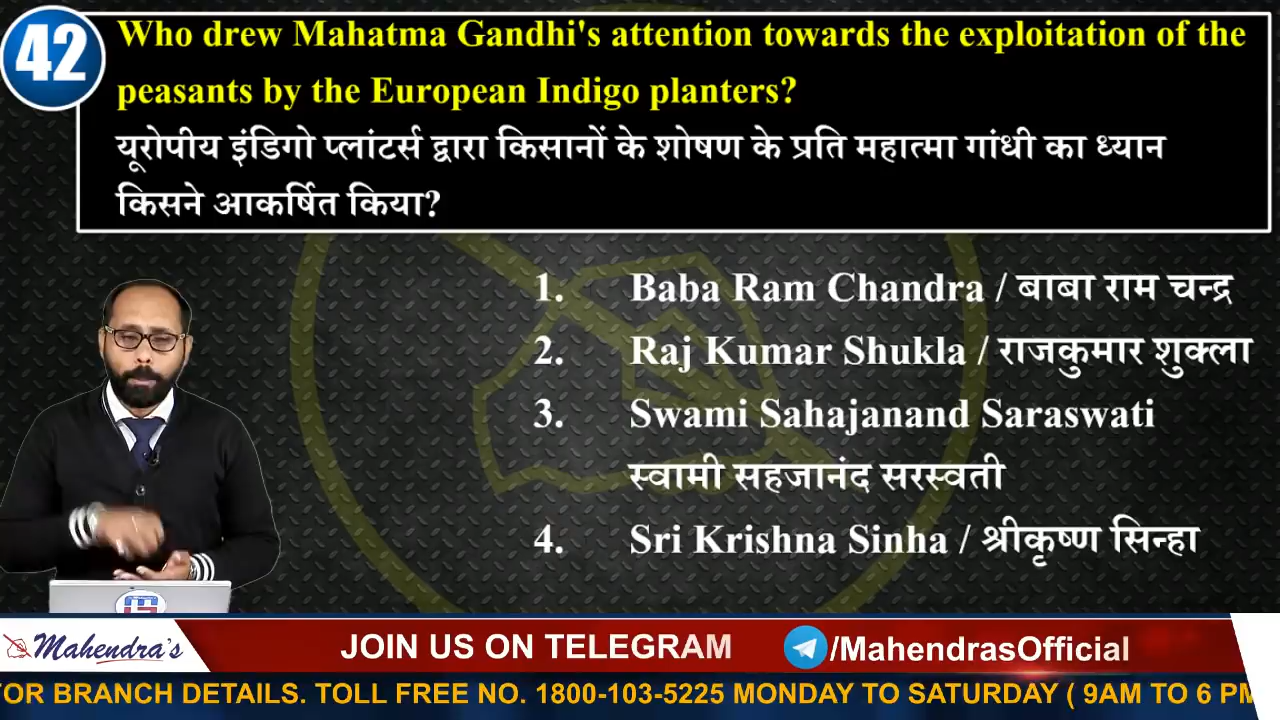 42
Who drew Mahatma Gandhi's attention towards the exploitation of the
peasants by the European Indigo planters?
यूरोपीय इंडिगो प्लांटर्स द्वारा किसानों के शोषण के प्रति महात्मा गांधी का ध्यान
किसने आकर्षित किया?
1. Baba Ram Chandra / बाबा राम चन्द्र
2. Raj Kumar Shukla / राजकुमार शुक्ला
3. Swami Sahajanand Saraswati
स्वामी सहजानंद सरस्वती
4. Sri Krishna Sinha / श्रीकृष्ण सिन्हा
Mahendra's
JOIN US ON TELEGRAM
/MahendrasOfficial
FOR BRANCH DETAILS. TOLL FREE NO. 1800-103-5225 MONDAY TO SATURDAY ( 9AM TO 6 PM